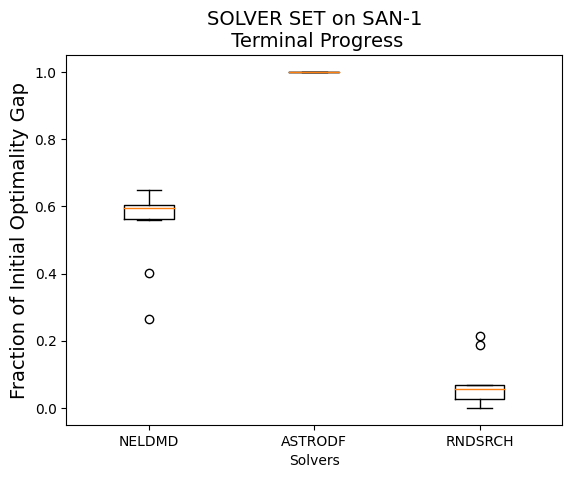 SOLVER SET on SAN-1
Terminal Progress
Fraction of Initial Optimality Gap
1.0
0.8
0.6
0.4
0.2
0.0
NELDMD
ASTRODF
RNDSRCH
Solvers